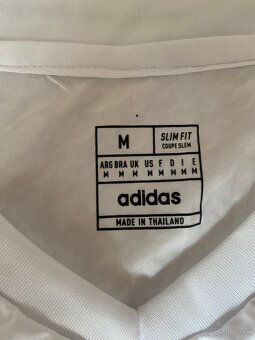 M
SLIM FIT
COUPE SLIM
ARG BRA UK US F D I E
M M M M M M M M
adidas
MADE IN THAILAND